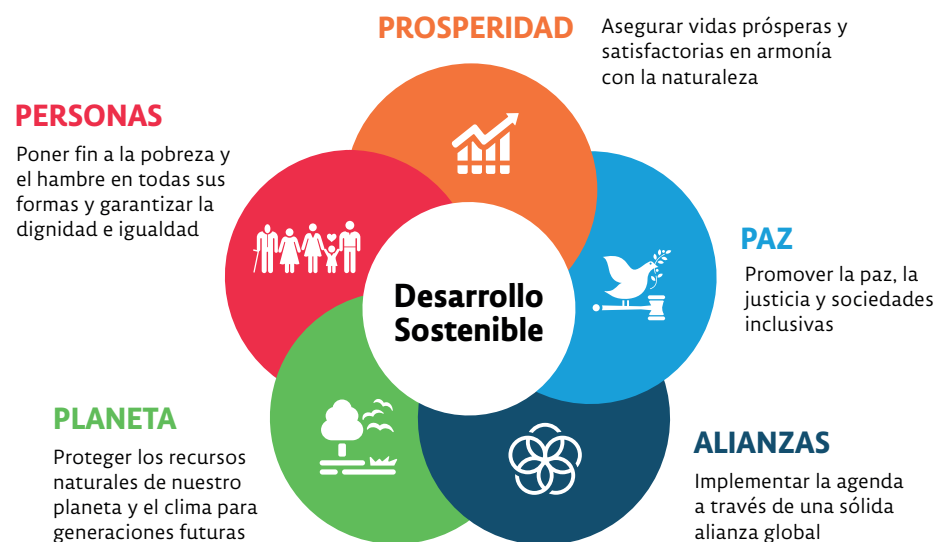 PROSPERIDAD
Asegurar vidas prósperas y
satisfactorias en armonía
con la naturaleza
PERSONAS
Poner fin a la pobreza y
el hambre en todas sus
formas y garantizar la
dignidad e igualdad
PAZ
Promover la paz, la
justicia y sociedades
inclusivas
Desarrollo
Sostenible
PLANETA
Proteger los recursos
naturales de nuestro
planeta y el clima para
generaciones futuras
ALIANZAS
Implementar la agenda
a través de una sólida
alianza global